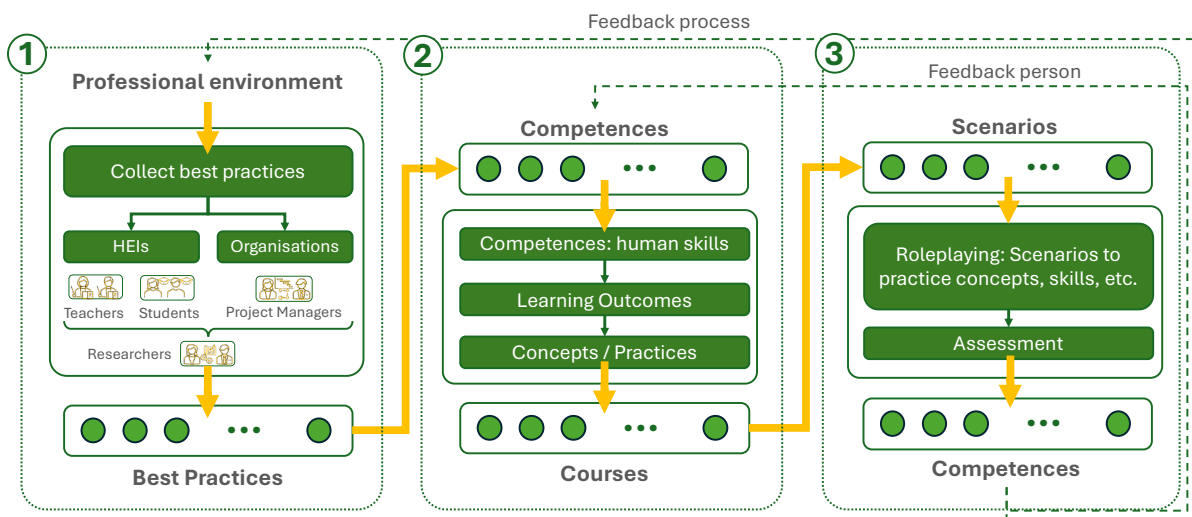 Feedback process
1
Professional environment
Collect best practices
HEIs
Organisations
Teachers
Students
Project Managers
Researchers
Best Practices
2
Competences
Competences: human skills
Learning Outcomes
Concepts / Practices
Courses
3
Feedback person
Scenarios
Roleplaying: Scenarios to
practice concepts, skills, etc.
Assessment
Competences